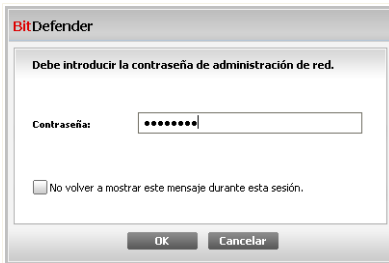 BitDefender
Debe introducir la contraseña de administración de red.
Contraseña: ••••••••
No volver a mostrar este mensaje durante esta sesión.
OK Cancelar